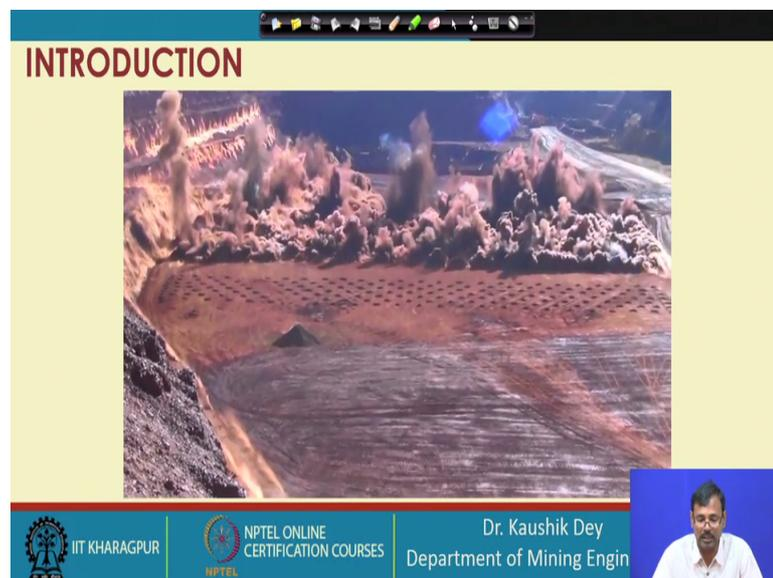 INTRODUCTION
IIT KHARAGPUR
NPTEL
NPTEL ONLINE
CERTIFICATION COURSES
Dr. Kaushik Dey
Department of Mining Engin